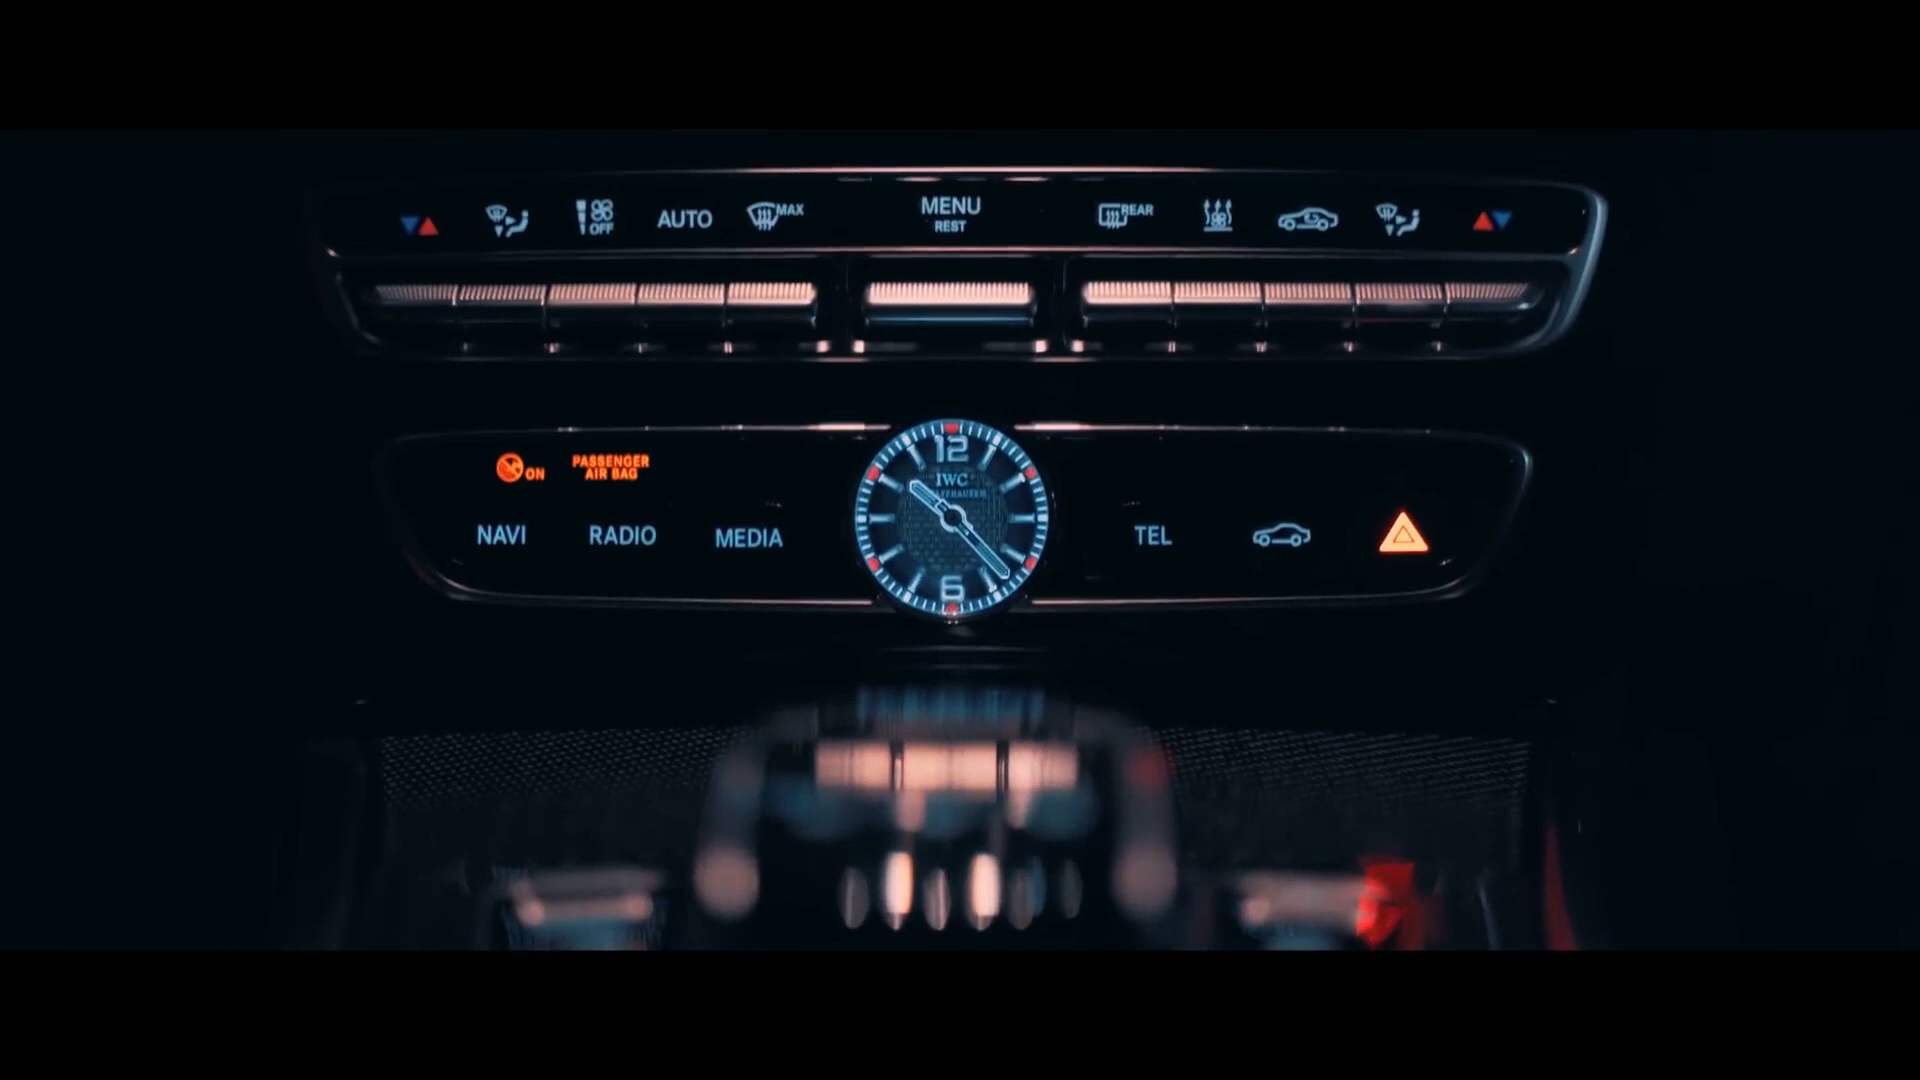 OFF
AUTO
MAX
MENU
REST
REAR
ON
PASSENGER
AIR BAG
12
IWC
6
NAVI
RADIO
MEDIA
TEL